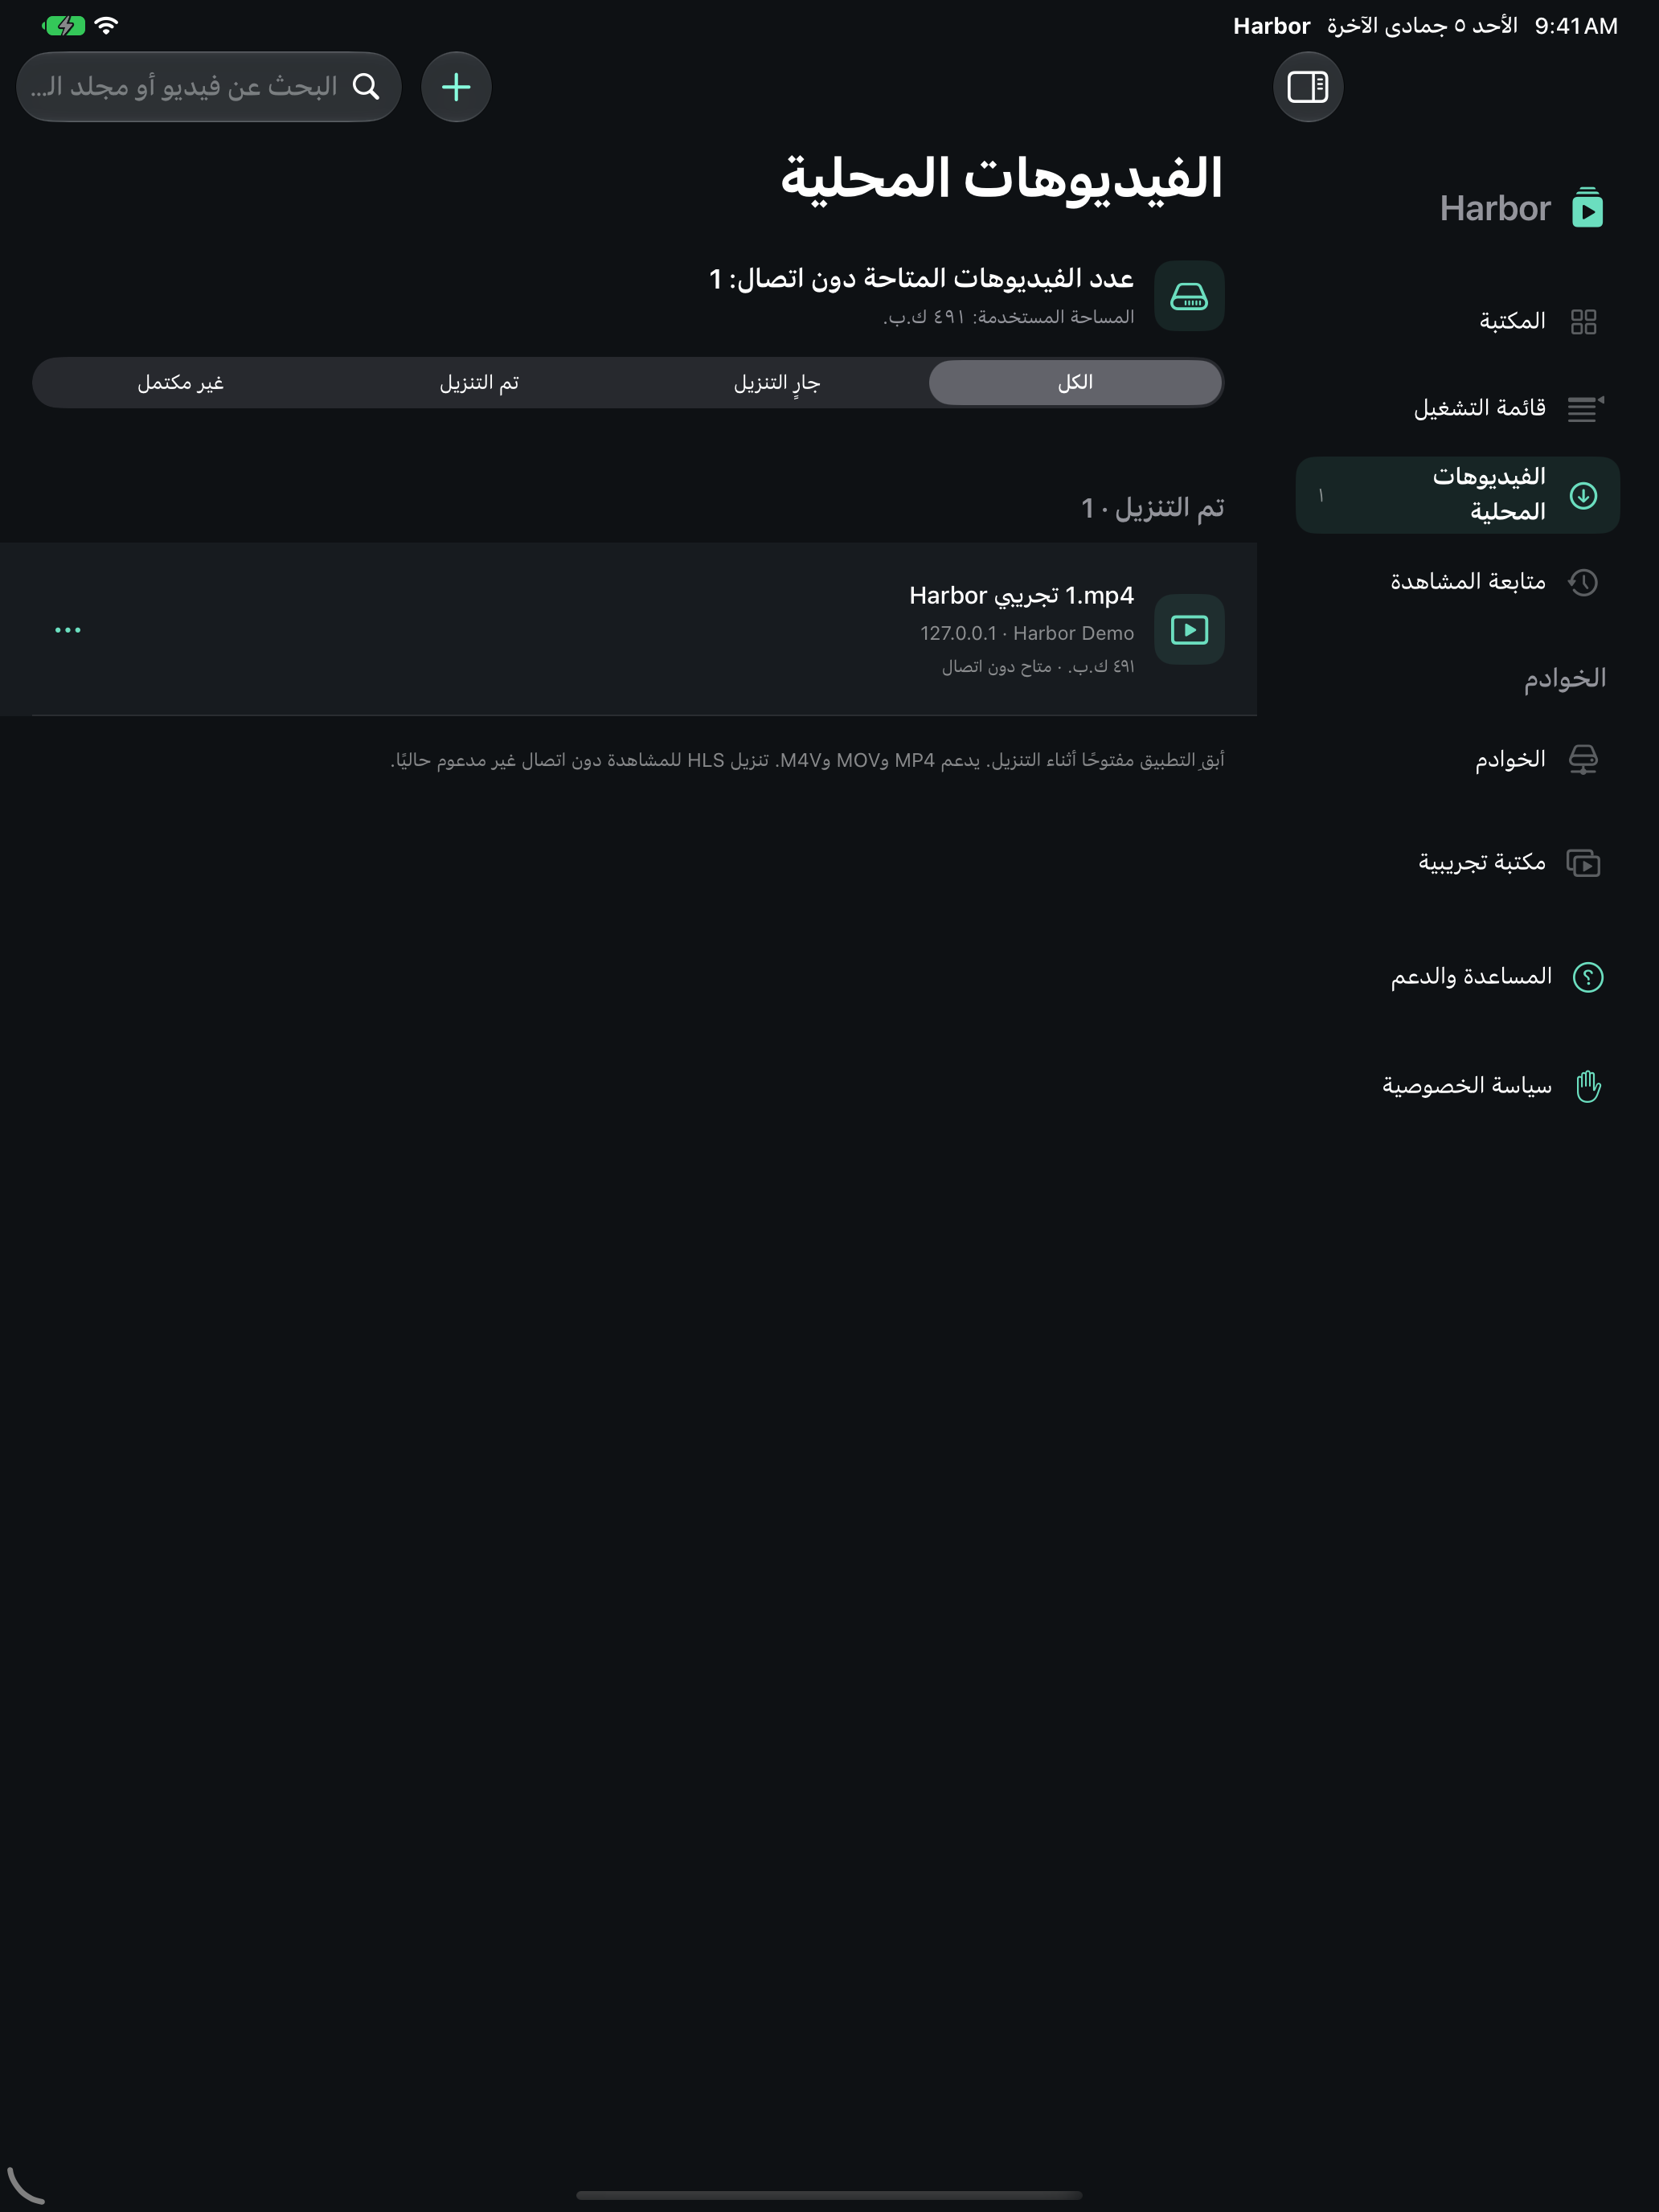 9:41 AM الأحد ٥ جمادى الآخرة Harbor
البحث عن فيديو أو مجلد الـ...
Harbor
المكتبة
قائمة التشغيل
الفيديوهات
المحلية
١
متابعة المشاهدة
الخوادم
الخوادم
مكتبة تجريبية
المساعدة والدعم
سياسة الخصوصية
الفيديوهات المحلية
عدد الفيديوهات المتاحة دون اتصال: 1
المساحة المستخدمة: ٤٩١ ك.ب.
الكل
جارٍ التنزيل
تم التنزيل
غير مكتمل
تم التنزيل · 1
Harbor تجريبي 1.mp4
127.0.0.1 · Harbor Demo
٤٩١ ك.ب. · متاح دون اتصال
أبقِ التطبيق مفتوحًا أثناء التنزيل. يدعم MP4 وMOV وM4V. تنزيل HLS للمشاهدة دون اتصال غير مدعوم حاليًا.